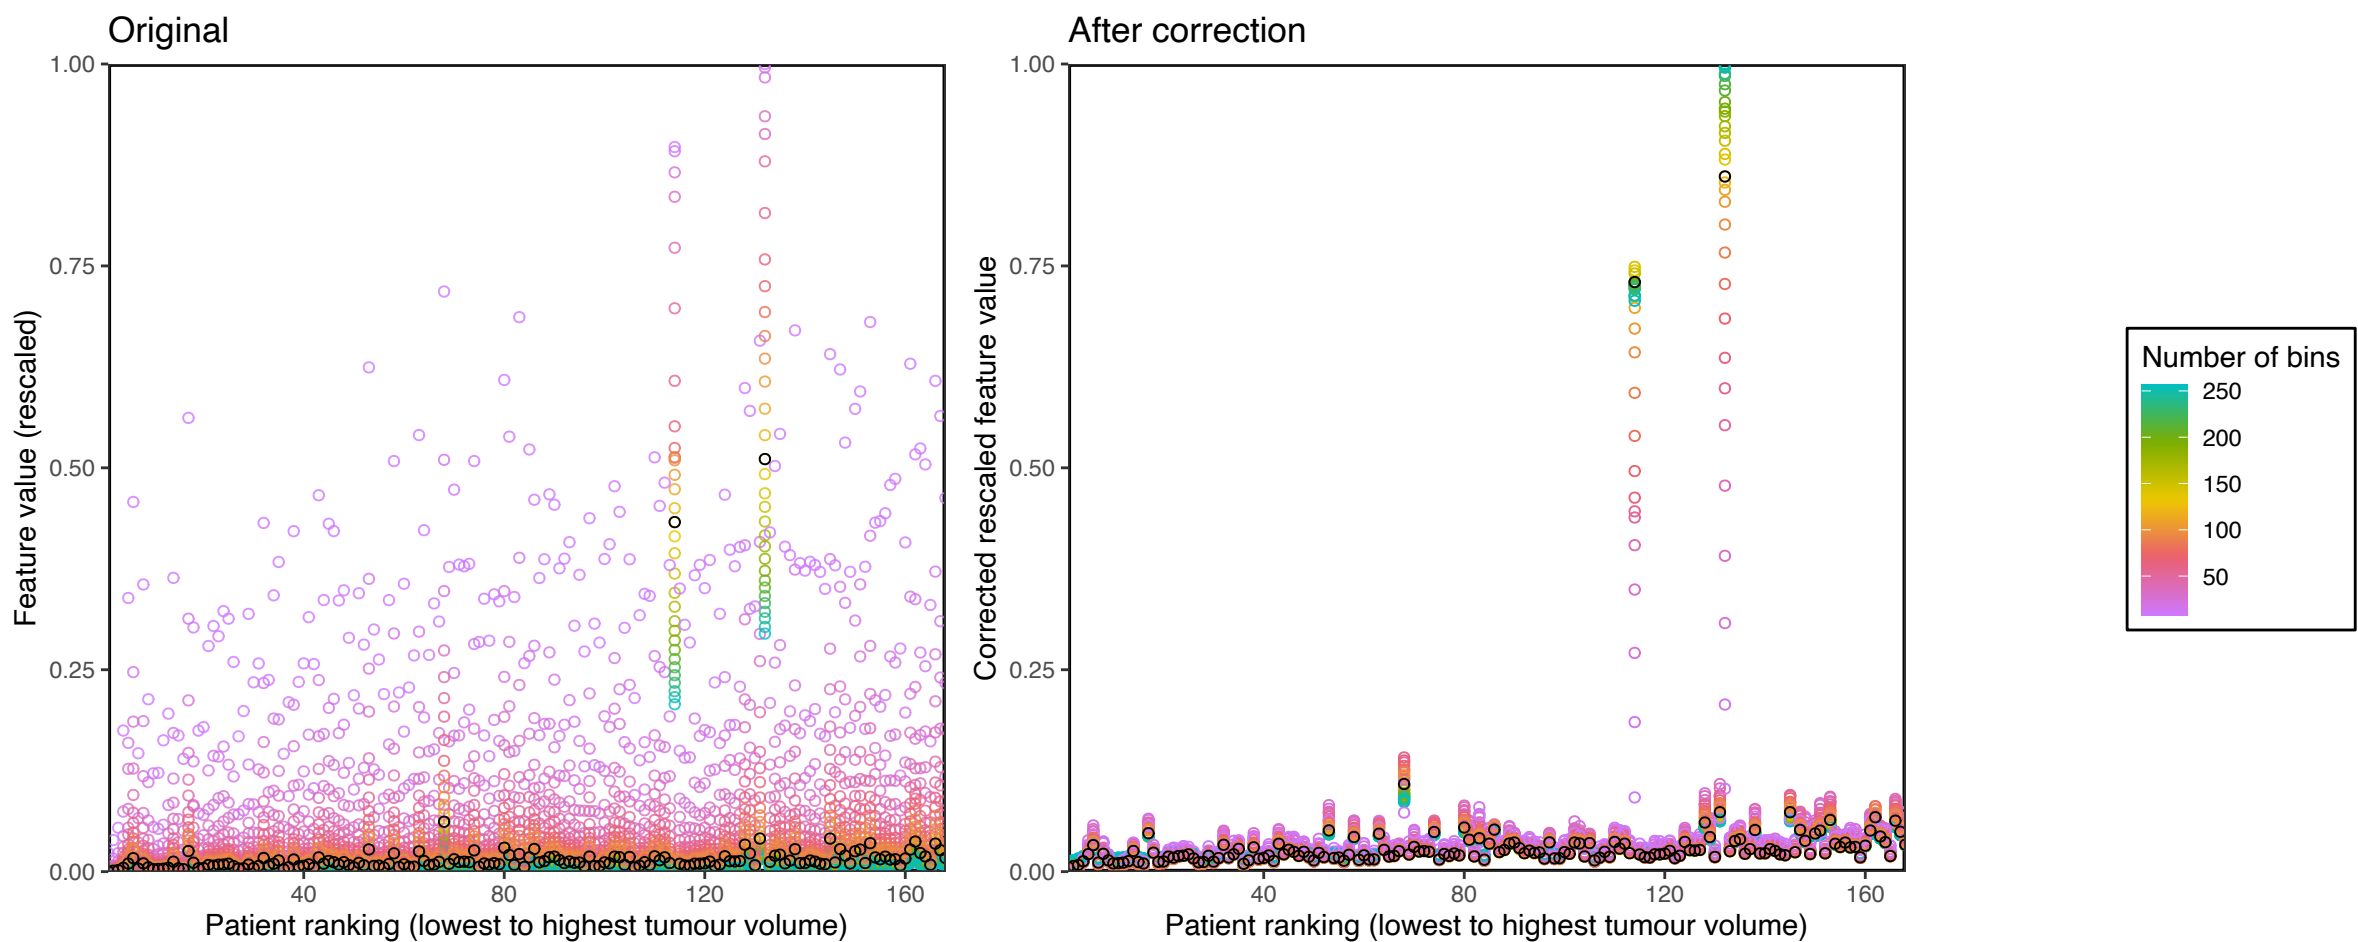 Original
1.00
0.75
0.50
0.25
0.00
40 80 120 160
Feature value (rescaled)
Patient ranking (lowest to highest tumour volume)
After correction
1.00
0.75
0.50
0.25
0.00
40 80 120 160
Corrected rescaled feature value
Patient ranking (lowest to highest tumour volume)
Number of bins
250
200
150
100
50